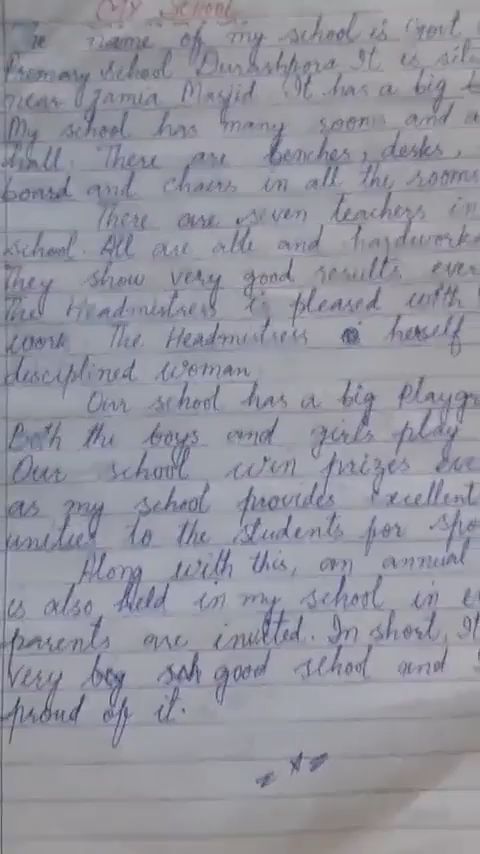 My School
The name of my school is Govt
Primary School It is sit
near Jamia Masjid. It has a big b
My school has many rooms and a
hall. There are benches, desks,
board and chairs in all the rooms
There are seven teachers in
school. All are able and hardwork
They show very good results ever
The Headmistress is pleased with
work. The Headmistress herself
desciplined woman
Our school has a big Playgr
Both the boys and girls play
Our school win prizes eve
as my school provides excellent
unities to the students for spo
Along with this, an annual
is also held in my school in e
parents are invited. In short, It
very big good school and
proud of it.